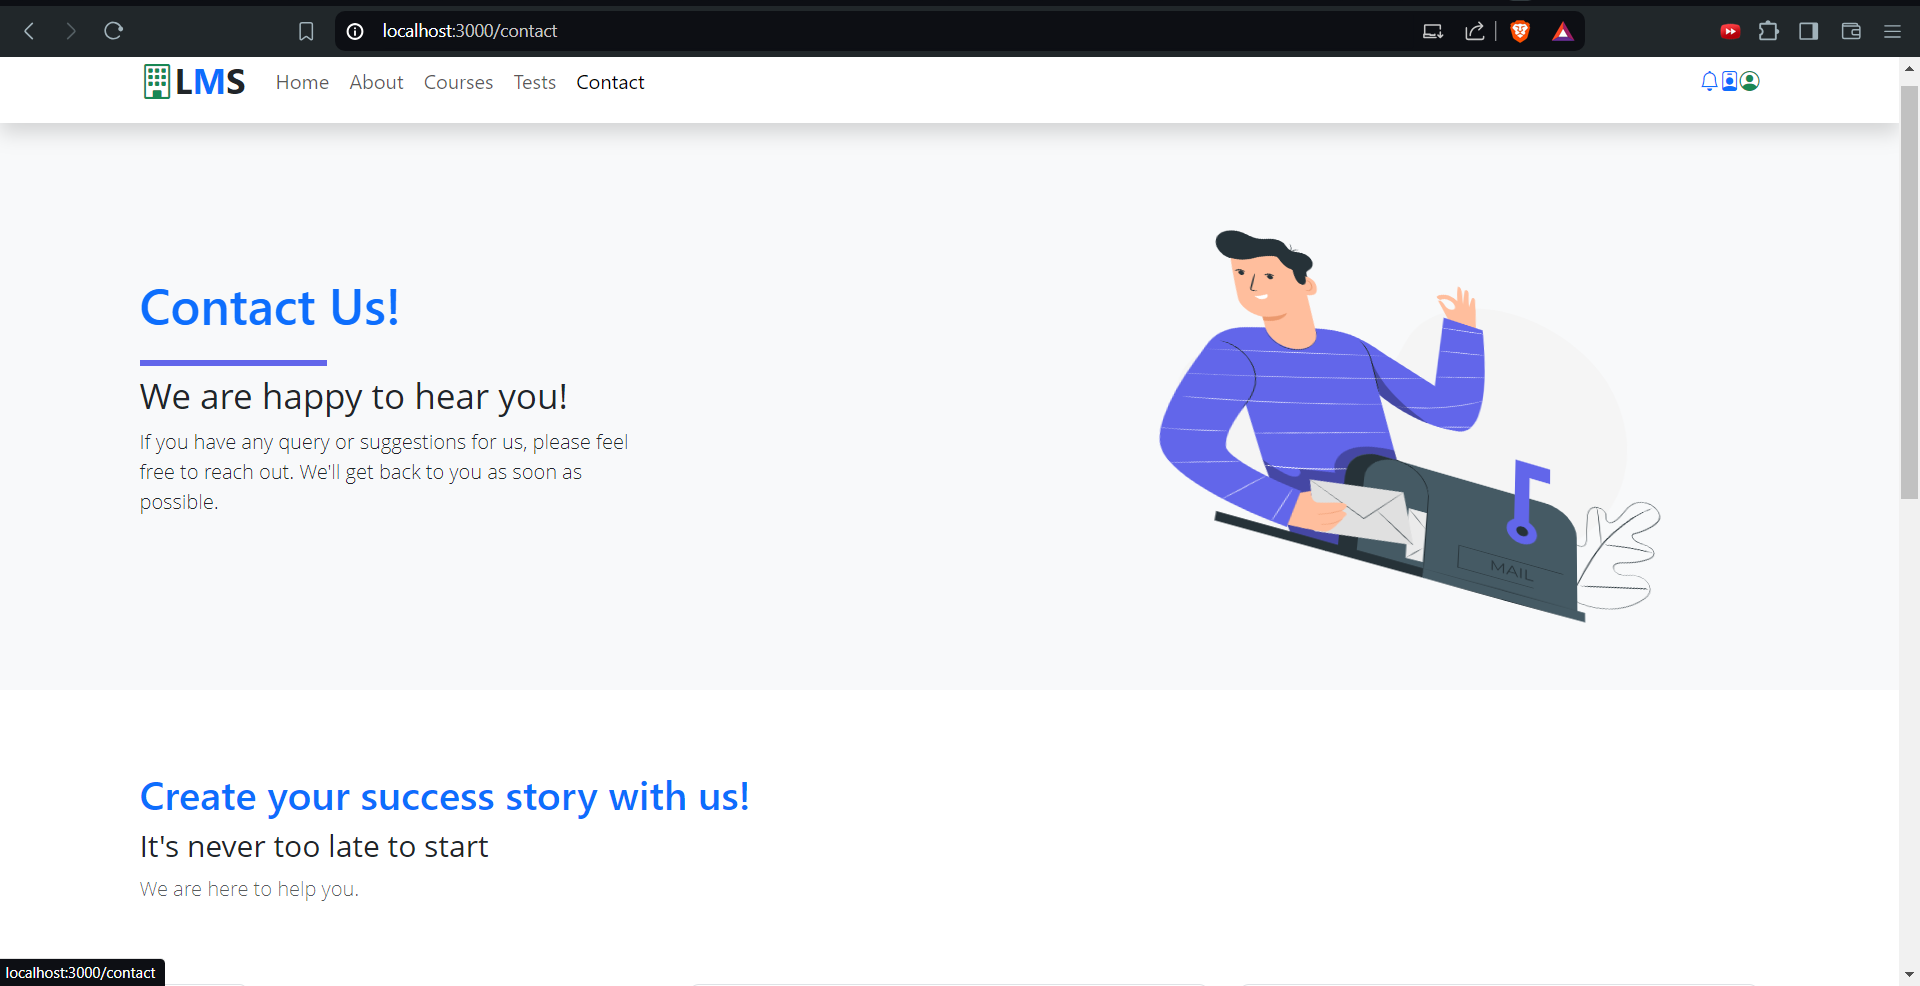 localhost:3000/contact
LMS Home About Courses Tests Contact
Contact Us!
We are happy to hear you!
If you have any query or suggestions for us, please feel
free to reach out. We'll get back to you as soon as
possible.
MAIL
Create your success story with us!
It's never too late to start
We are here to help you.
localhost:3000/contact